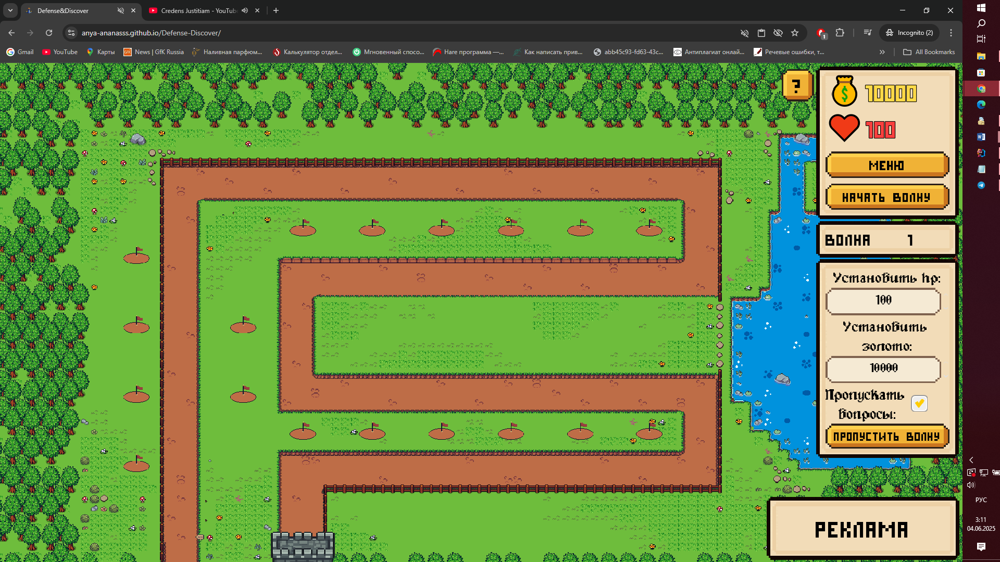 Defense&Discover
Credens Justitiam - YouTube
anya-ananasss.github.io/Defense-Discover/
1
Incognito (2)
Gmail
YouTube
Карты
News | GfK Russia
Наливная парфюм...
Калькулятор отдел...
Мгновенный спосо...
Hare программа —...
Как написать прив...
abb45c93-fd63-43c...
Антиплагиат онлай...
Речевые ошибки, т...
All Bookmarks
?
10000
100
МЕНЮ
НАЧАТЬ ВОЛНУ
ВОЛНА 1
Установить hp:
100
Установить
золото:
10000
Пропускать
вопросы:
ПРОПУСТИТЬ ВОЛНУ
РЕКЛАМА
РУС
3:11
04.06.2025